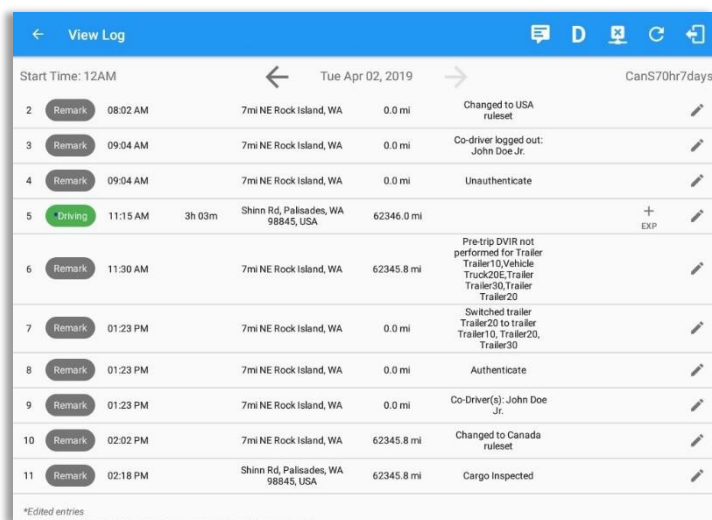 View Log
D
Start Time: 12AM
Tue Apr 02, 2019
CanS70hr7days
2 Remark 08:02 AM 7mi NE Rock Island, WA 0.0 mi Changed to USA
ruleset
3 Remark 09:04 AM 7mi NE Rock Island, WA 0.0 mi Co-driver logged out:
John Doe Jr.
4 Remark 09:04 AM 7mi NE Rock Island, WA 0.0 mi Unauthenticate
5 *Driving 11:15 AM 3h 03m Shinn Rd, Palisades, WA
98845, USA 62346.0 mi
+
EXP
6 Remark 11:30 AM 7mi NE Rock Island, WA 62345.8 mi
Pre-trip DVIR not
performed for Trailer
Trailer10,Vehicle
Truck20E,Trailer
Trailer30,Trailer
Trailer20
7 Remark 01:23 PM 7mi NE Rock Island, WA 0.0 mi
Switched trailer
Trailer20 to trailer
Trailer10, Trailer20,
Trailer30
8 Remark 01:23 PM 7mi NE Rock Island, WA 0.0 mi Authenticate
9 Remark 01:23 PM 7mi NE Rock Island, WA 0.0 mi Co-Driver(s): John Doe
Jr.
10 Remark 02:02 PM 7mi NE Rock Island, WA 62345.8 mi Changed to Canada
ruleset
11 Remark 02:18 PM Shinn Rd, Palisades, WA
98845, USA 62345.8 mi Cargo Inspected
*Edited entries